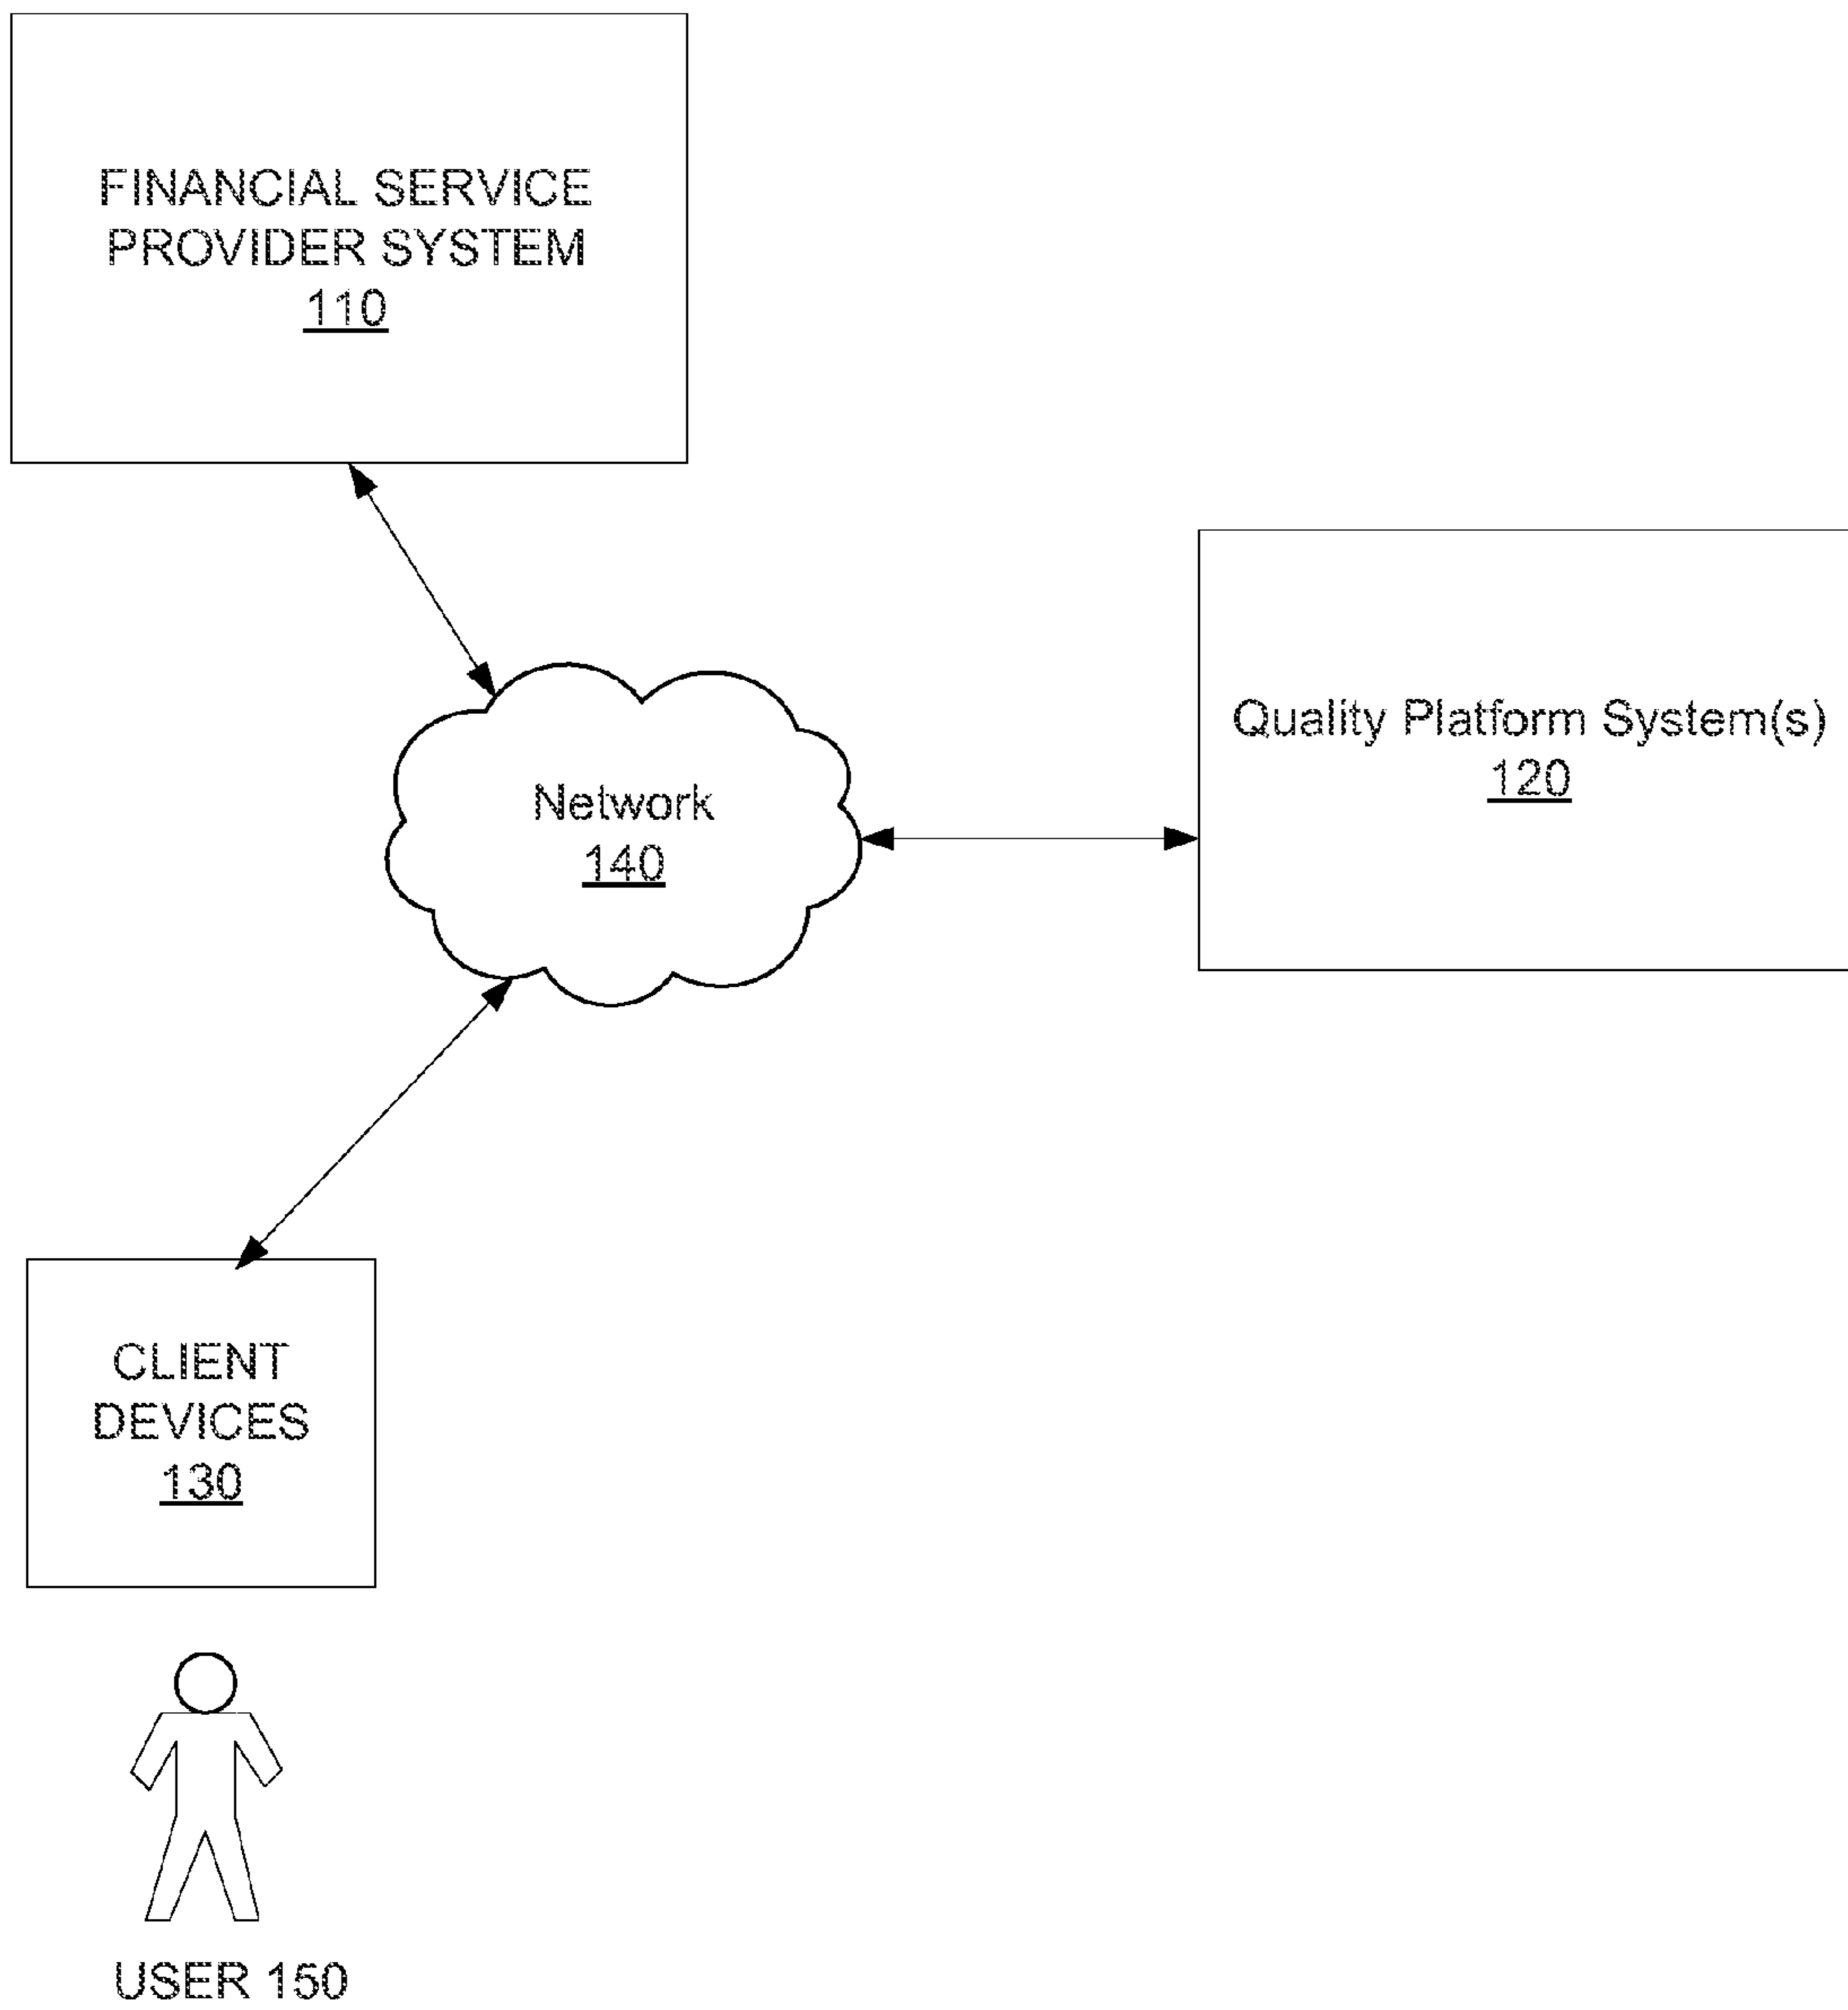 FINANCIAL SERVICE
PROVIDER SYSTEM
110
Quality Platform System(s)
120
Network
140
CLIENT
DEVICES
130
USER 150